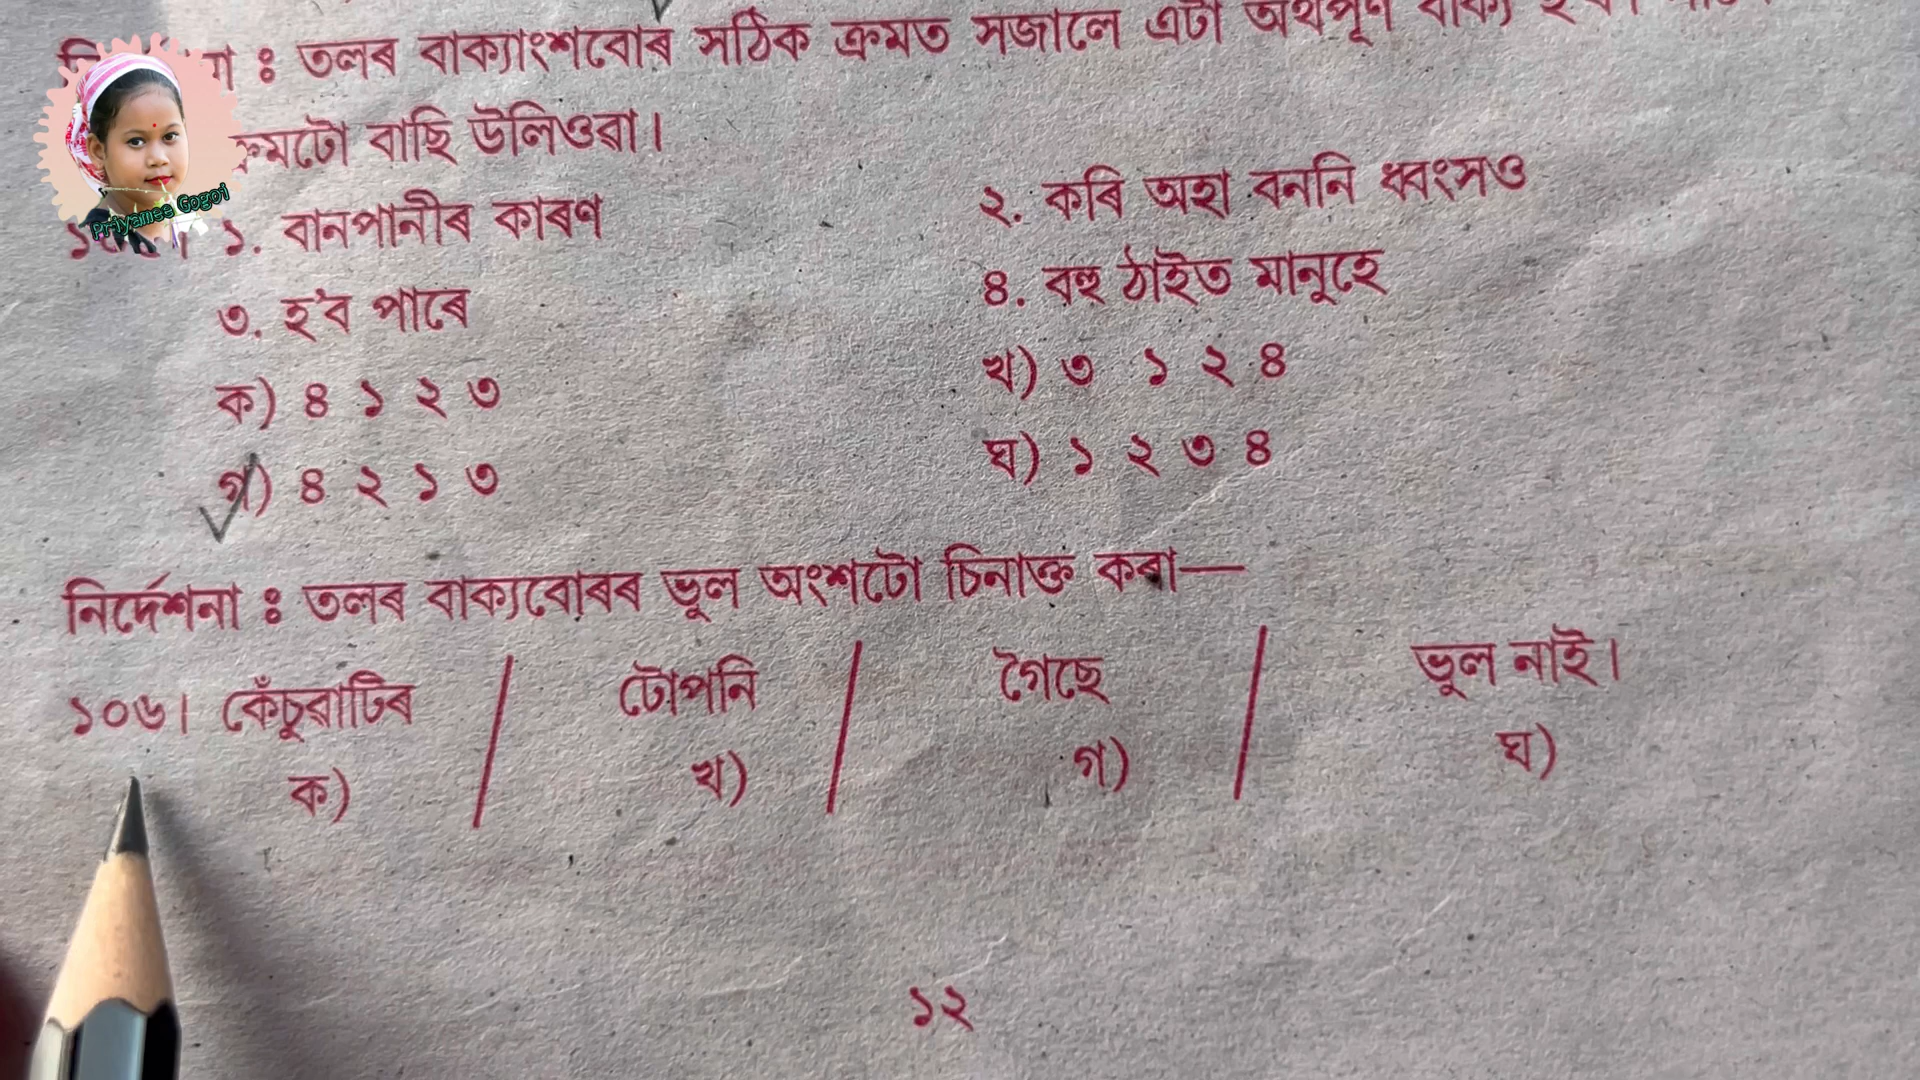 তলৰ বাক্যাংশবোৰ সঠিক ক্ৰমত সজালে এটা অৰ্থপূৰ্ণ বাক্য হ'ব।
ক্ৰমটো বাছি উলিওৱা।
১. বানপানীৰ কাৰণ
২. কৰি অহা বননি ধ্বংসও
৩. হ'ব পাৰে
৪. বহু ঠাইত মানুহে
ক) ৪ ১ ২ ৩
খ) ৩ ১ ২ ৪
গ) ৪ ২ ১ ৩
ঘ) ১ ২ ৩ ৪
নিৰ্দেশনা ঃ তলৰ বাক্যবোৰৰ ভুল অংশটো চিনাক্ত কৰা—
১০৬। কেঁচুৱাটিৰ / টোপনি / গৈছে / ভুল নাই।
ক) খ) গ) ঘ)
১২
Priyamee Gogoi